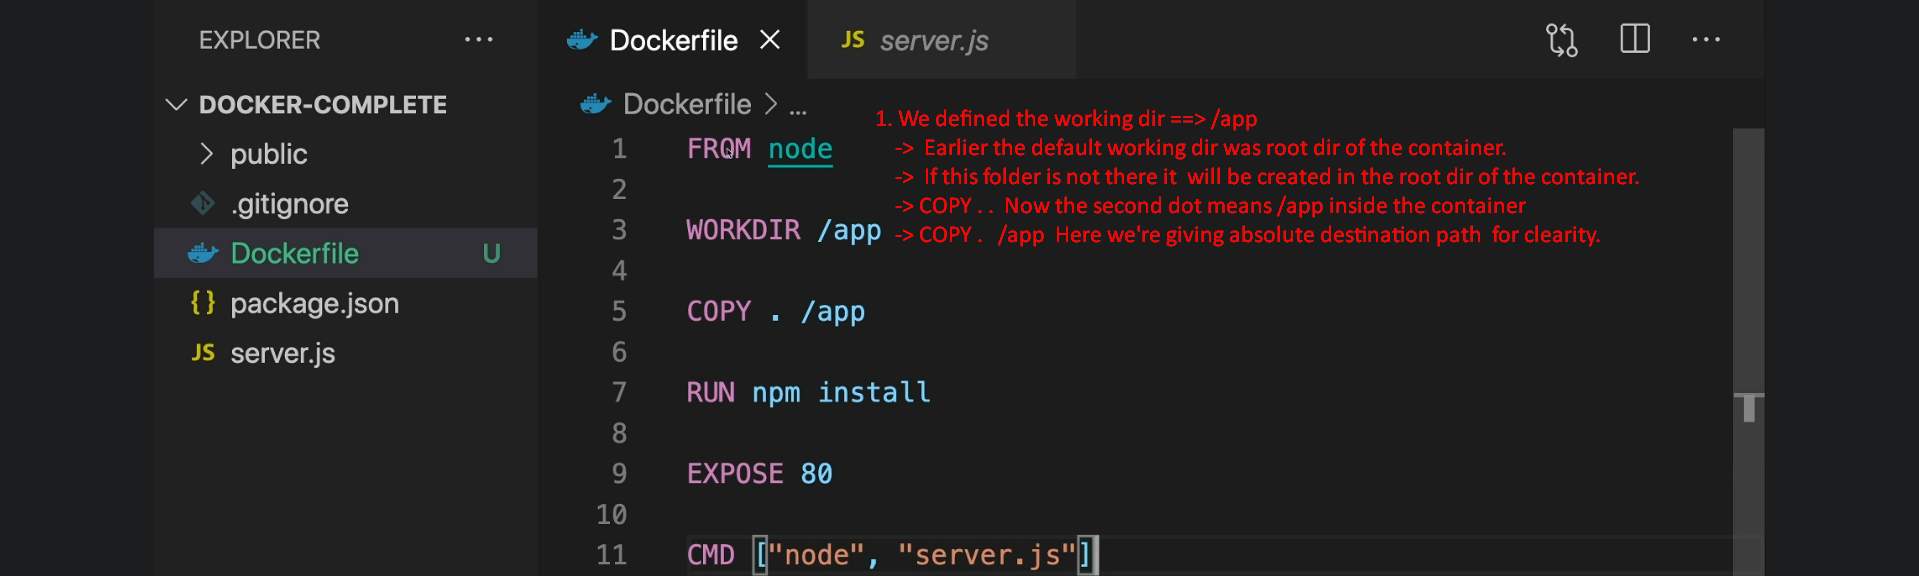 EXPLORER ...
DOCKER-COMPLETE
public
.gitignore
Dockerfile U
{} package.json
JS server.js
Dockerfile
JS server.js
Dockerfile > ...
1. We defined the working dir ==> /app
-> Earlier the default working dir was root dir of the container.
-> If this folder is not there it will be created in the root dir of the container.
-> COPY . . Now the second dot means /app inside the container
-> COPY . /app Here we're giving absolute destination path for clearity.
1 FROM node
2
3 WORKDIR /app
4
5 COPY . /app
6
7 RUN npm install
8
9 EXPOSE 80
10
11 CMD ["node", "server.js"]